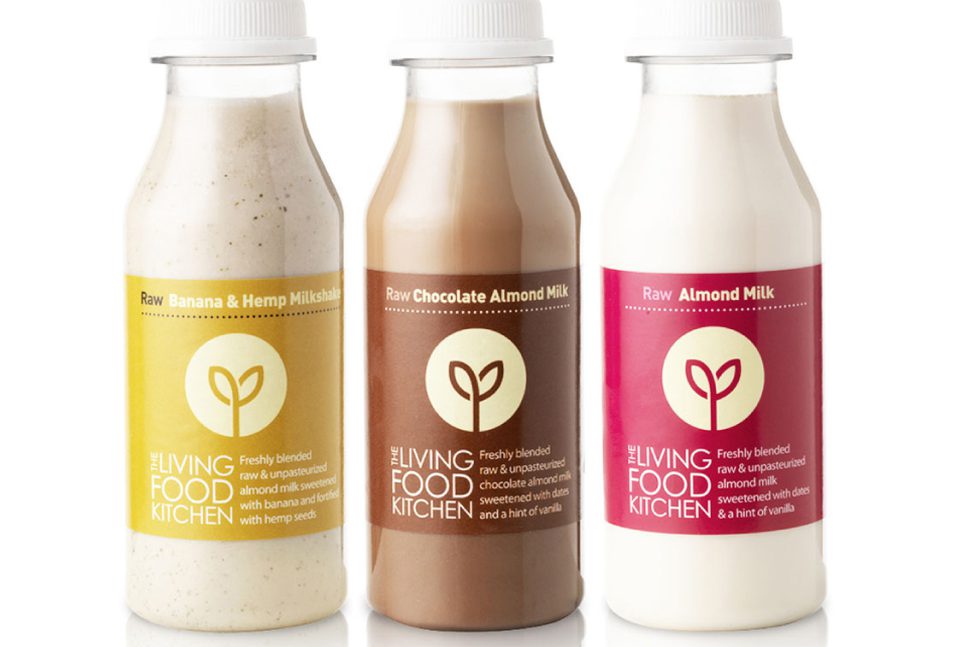 Raw Banana & Hemp Milkshake
THE LIVING
FOOD
KITCHEN
Freshly blended
raw & unpasteurized
almond milk sweetened
with banana and fortified
with hemp seeds
Raw Chocolate Almond Milk
THE LIVING
FOOD
KITCHEN
Freshly blended
raw & unpasteurized
chocolate almond milk
sweetened with dates
and a hint of vanilla
Raw Almond Milk
THE LIVING
FOOD
KITCHEN
Freshly blended
raw & unpasteurized
almond milk
sweetened with dates
& a hint of vanilla